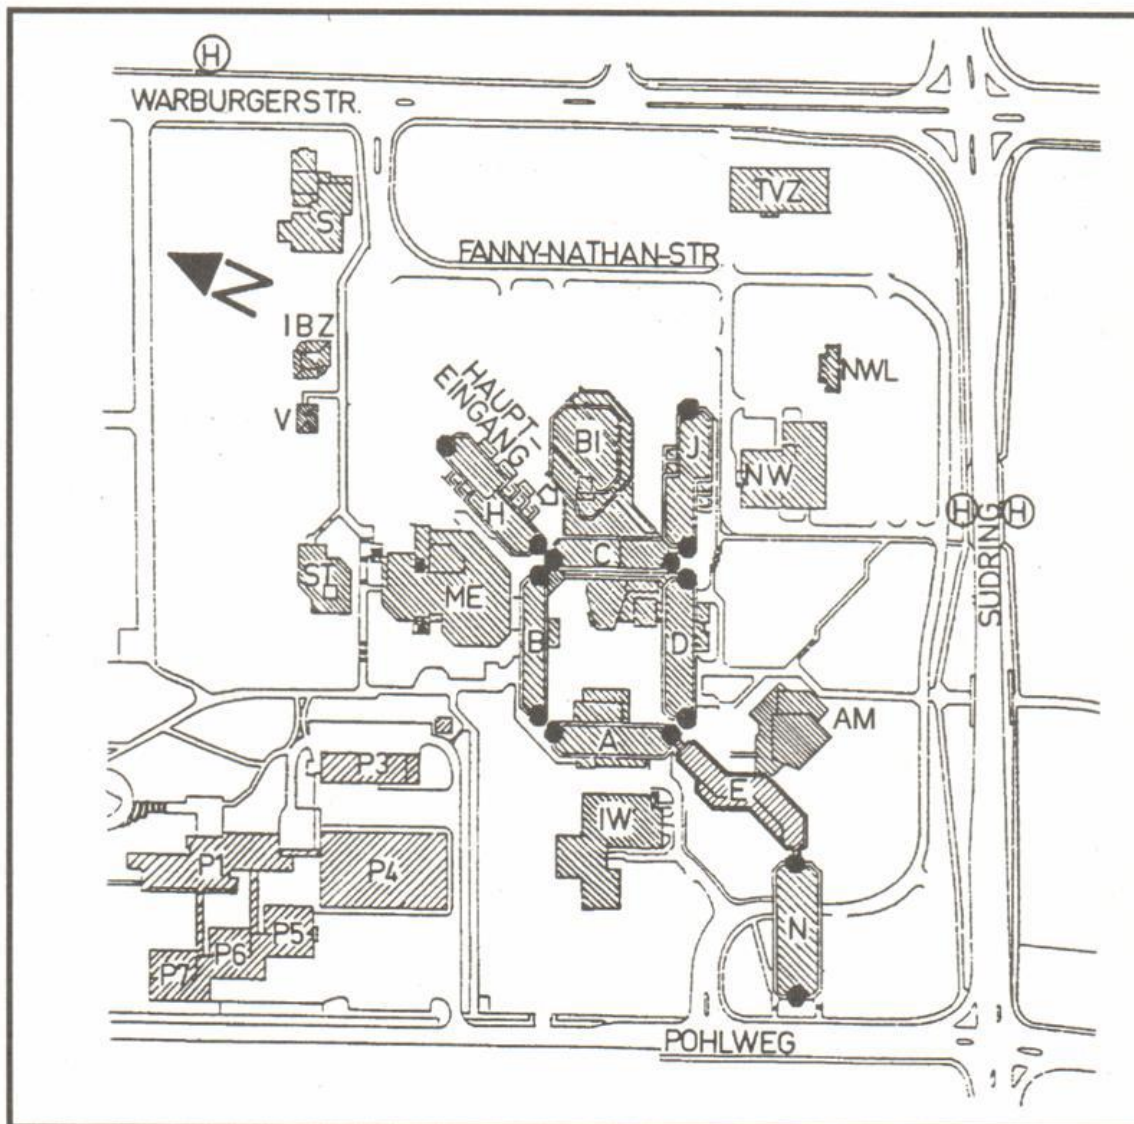 H
WARBURGERSTR.
TVZ
S
FANNY-NATHAN-STR.
N
IBZ
NWL
HAUPT-
EINGANG
V
BI
J
NW
H
H
H
SÜDRING
C
ST
ME
B
D
A
AM
P3
E
IW
P1
P4
N
P5
P6
P7
POHLWEG